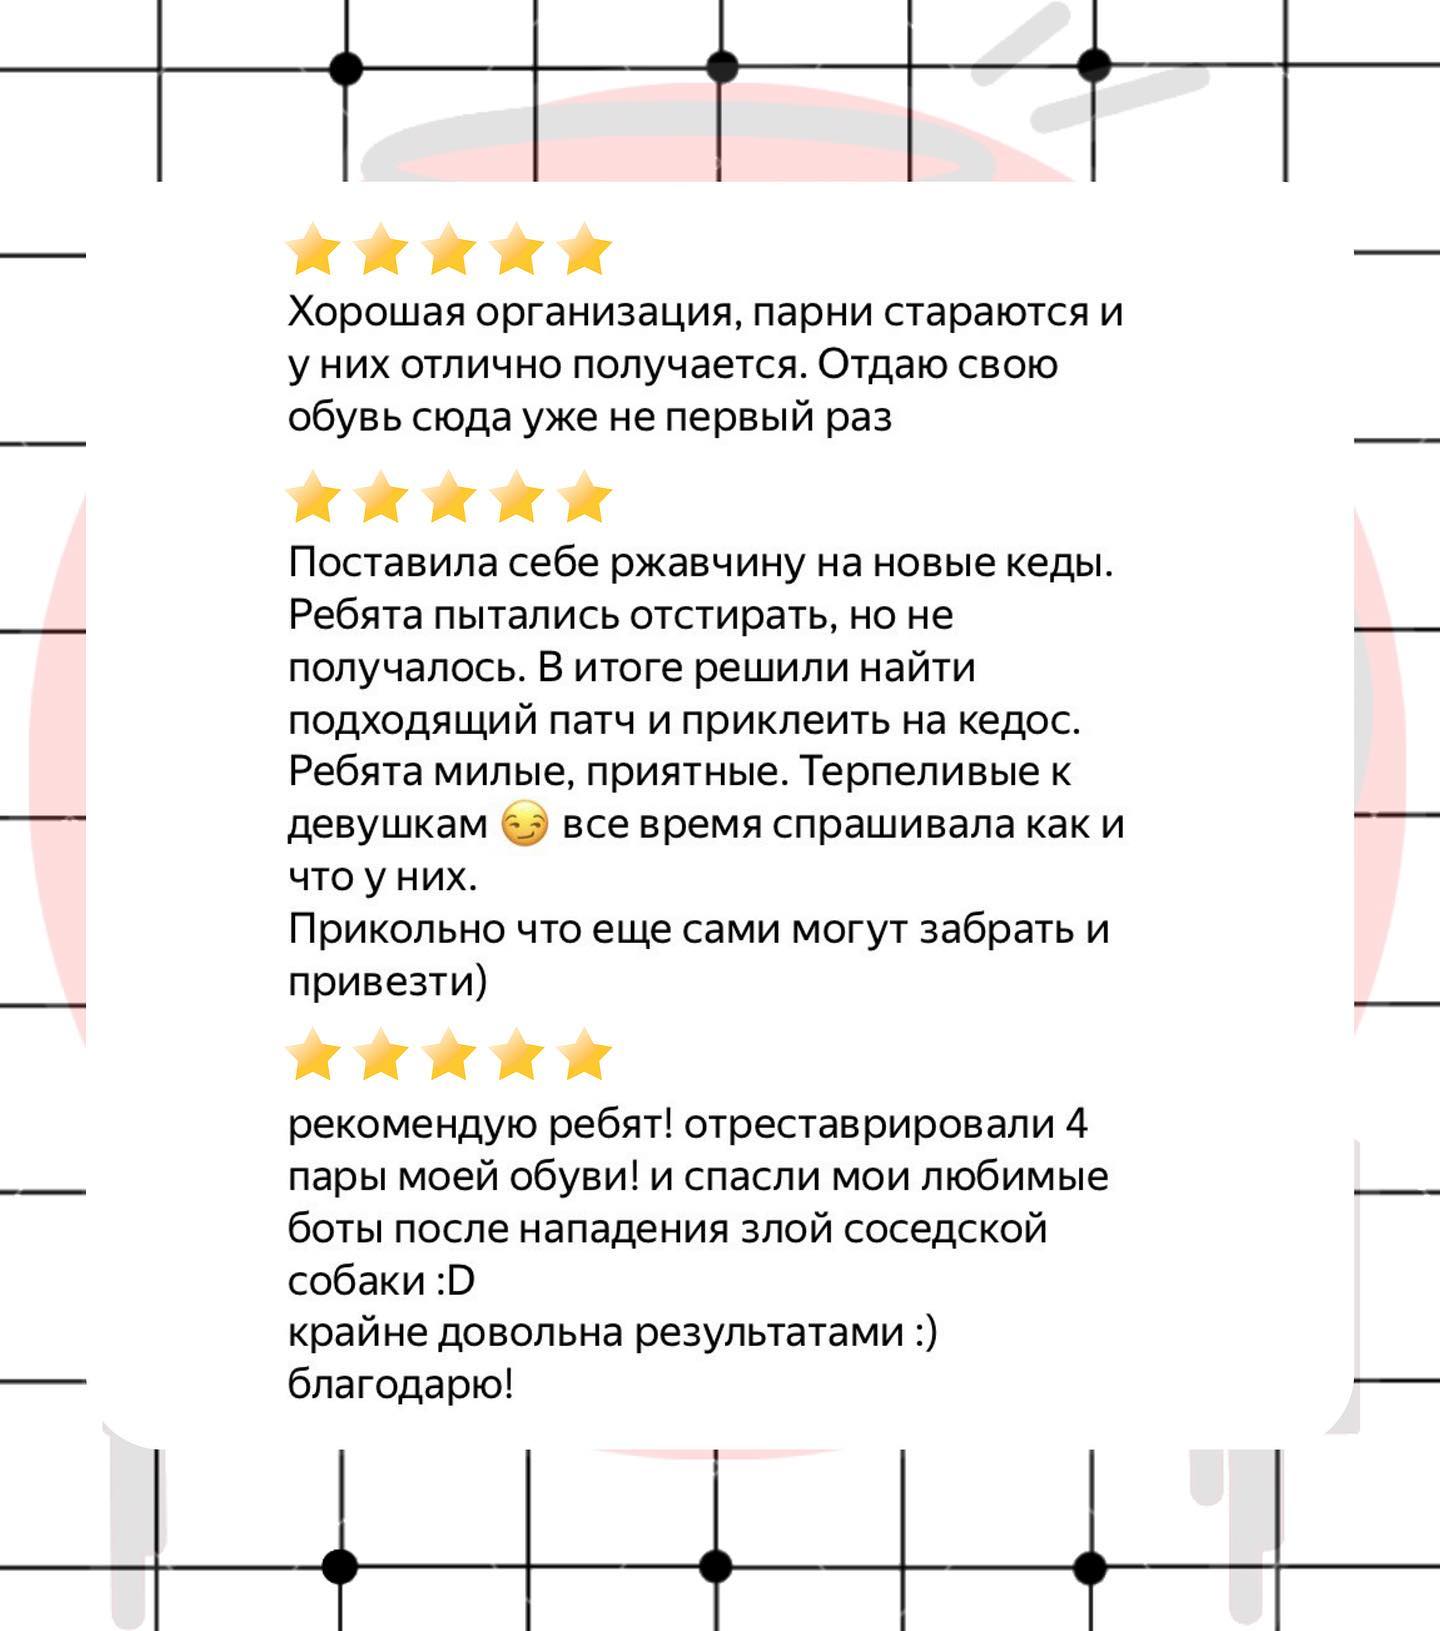 ⭐⭐⭐⭐⭐
Хорошая организация, парни стараются и
у них отлично получается. Отдаю свою
обувь сюда уже не первый раз
⭐⭐⭐⭐⭐
Поставила себе ржавчину на новые кеды.
Ребята пытались отстирать, но не
получалось. В итоге решили найти
подходящий патч и приклеить на кедос.
Ребята милые, приятные. Терпеливые к
девушкам 😏 все время спрашивала как и
что у них.
Прикольно что еще сами могут забрать и
привезти)
⭐⭐⭐⭐⭐
рекомендую ребят! отреставрировали 4
пары моей обуви! и спасли мои любимые
боты после нападения злой соседской
собаки :D
крайне довольна результатами :)
благодарю!